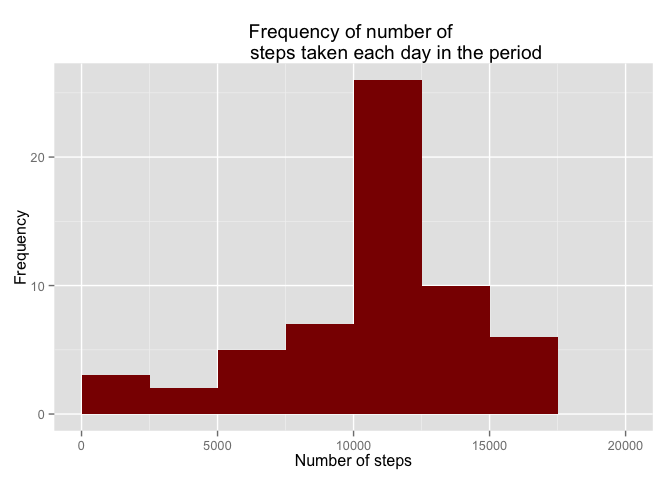 Frequency of number of
steps taken each day in the period
Frequency
20
10
0
0 5000 10000 15000 20000
Number of steps